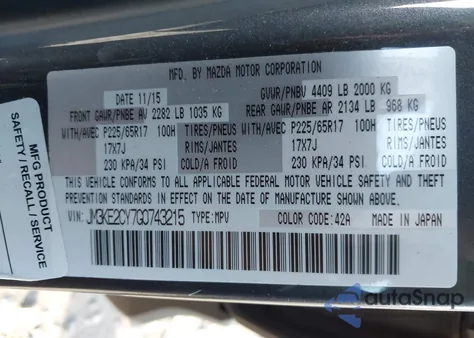 MFD. BY MAZDA MOTOR CORPORATION
DATE 11/15 GVWR/PNBV 4409 LB 2000 KG
FRONT GAWR/PNBE AV 2282 LB 1035 KG REAR GAWR/PNBE AR 2134 LB 968 KG
WITH/AVEC P225/65R17 100H TIRES/PNEUS WITH/AVEC P225/65R17 100H TIRES/PNEUS
17X7J RIMS/JANTES 17X7J RIMS/JANTES
230 KPA/34 PSI COLD/A FROID 230 KPA/34 PSI COLD/A FROID
THIS VEHICLE CONFORMS TO ALL APPLICABLE FEDERAL MOTOR VEHICLE
SAFETY, BUMPER, AND THEFT PREVENTION STANDARDS IN EFFECT ON THE
DATE OF MANUFACTURE SHOWN ABOVE.
VIN: JM3KE2CY7G0743215 TYPE:MPV COLOR CODE:42A MADE IN JAPAN
MFG PRODUCT
SAFETY / RECALL / SERVICE
autoSnap